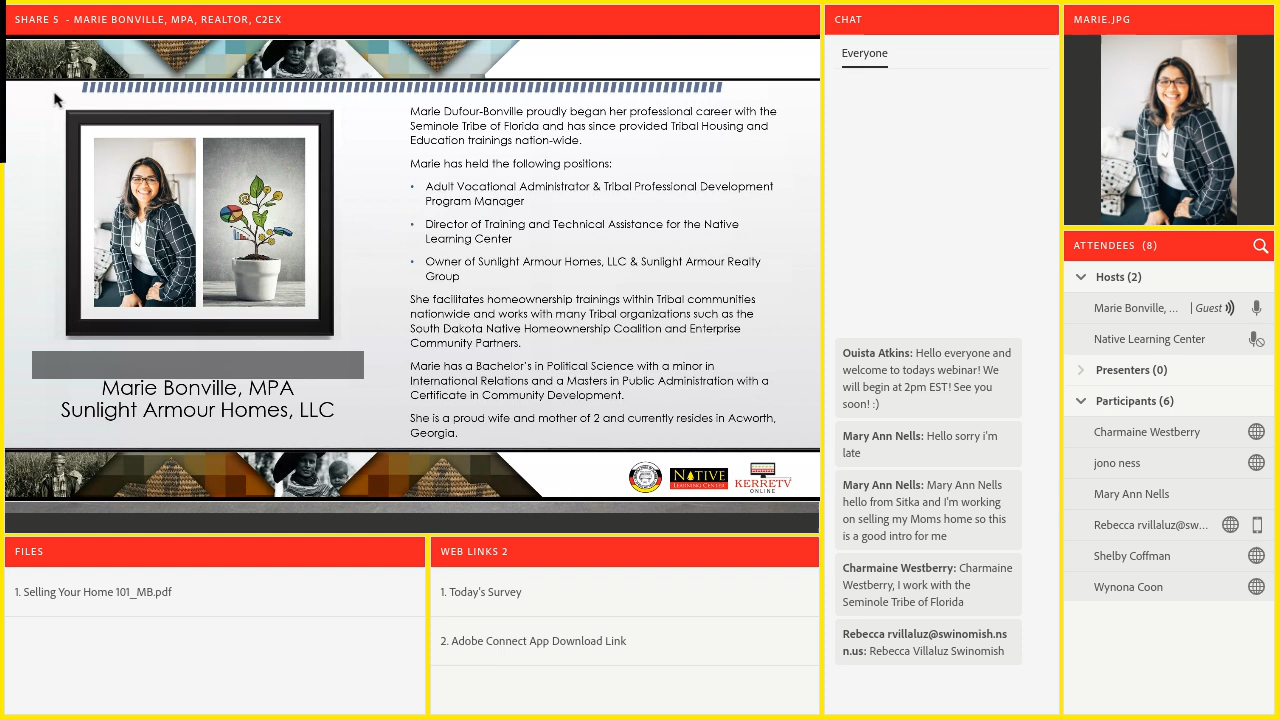 SHARE 5 - MARIE BONVILLE, MPA, REALTOR, C2EX
Marie Dufour-Bonville proudly began her professional career with the
Seminole Tribe of Florida and has since provided Tribal Housing and
Education trainings nation-wide.
Marie has held the following positions:
• Adult Vocational Administrator & Tribal Professional Development
Program Manager
• Director of Training and Technical Assistance for the Native
Learning Center
• Owner of Sunlight Armour Homes, LLC & Sunlight Armour Realty
Group
She facilitates homeownership trainings within Tribal communities
nationwide and works with many Tribal organizations such as the
South Dakota Native Homeownership Coalition and Enterprise
Community Partners.
Marie has a Bachelor's in Political Science with a minor in
International Relations and a Masters in Public Administration with a
Certificate in Community Development.
She is a proud wife and mother of 2 and currently resides in Acworth,
Georgia.
Marie Bonville, MPA
Sunlight Armour Homes, LLC
NATIVE
LEARNING CENTER
KERRETV
ONLINE
FILES
1. Selling Your Home 101_MB.pdf
WEB LINKS 2
1. Today's Survey
2. Adobe Connect App Download Link
CHAT
Everyone
Ouista Atkins: Hello everyone and
welcome to todays webinar! We
will begin at 2pm EST! See you
soon! :)
Mary Ann Nells: Hello sorry i'm
late
Mary Ann Nells: Mary Ann Nells
hello from Sitka and I'm working
on selling my Moms home so this
is a good intro for me
Charmaine Westberry: Charmaine
Westberry, I work with the
Seminole Tribe of Florida
Rebecca rvillaluz@swinomish.ns
n.us: Rebecca Villaluz Swinomish
MARIE.JPG
ATTENDEES (8)
Hosts (2)
Marie Bonville, ... | Guest
Native Learning Center
Presenters (0)
Participants (6)
Charmaine Westberry
jono ness
Mary Ann Nells
Rebecca rvillaluz@sw...
Shelby Coffman
Wynona Coon